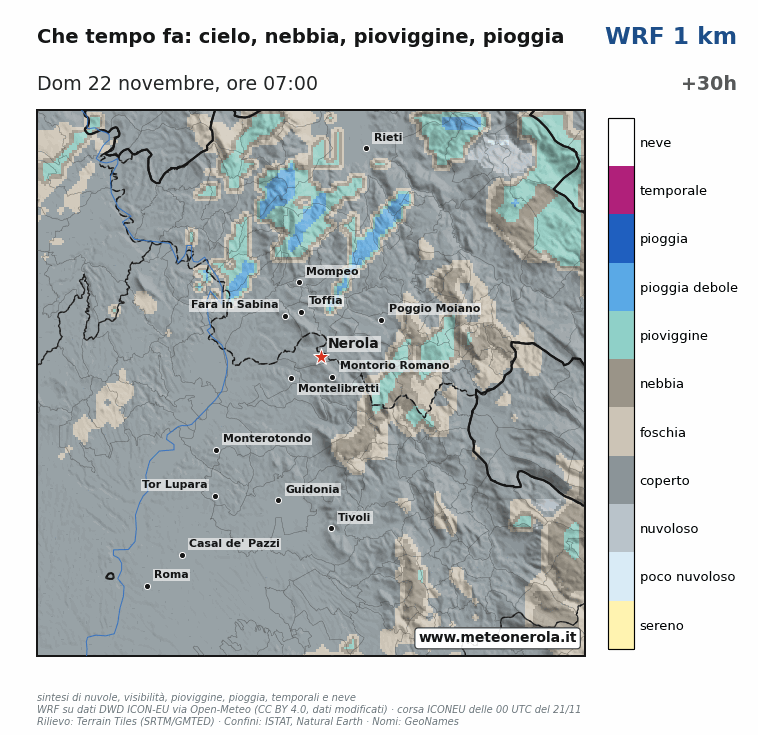 Che tempo fa: cielo, nebbia, pioviggine, pioggia
WRF 1 km
Dom 22 novembre, ore 07:00
+30h
Rieti
Mompeo
Fara in Sabina
Toffia
Poggio Moiano
Nerola
Montorio Romano
Montelibretti
Monterotondo
Tor Lupara
Guidonia
Tivoli
Casal de' Pazzi
Roma
www.meteonerola.it
neve
temporale
pioggia
pioggia debole
pioviggine
nebbia
foschia
coperto
nuvoloso
poco nuvoloso
sereno
sintesi di nuvole, visibilità, pioviggine, pioggia, temporali e neve
WRF su dati DWD ICON-EU via Open-Meteo (CC BY 4.0, dati modificati) · corsa ICONEU delle 00 UTC del 21/11
Rilievo: Terrain Tiles (SRTM/GMTED) · Confini: ISTAT, Natural Earth · Nomi: GeoNames